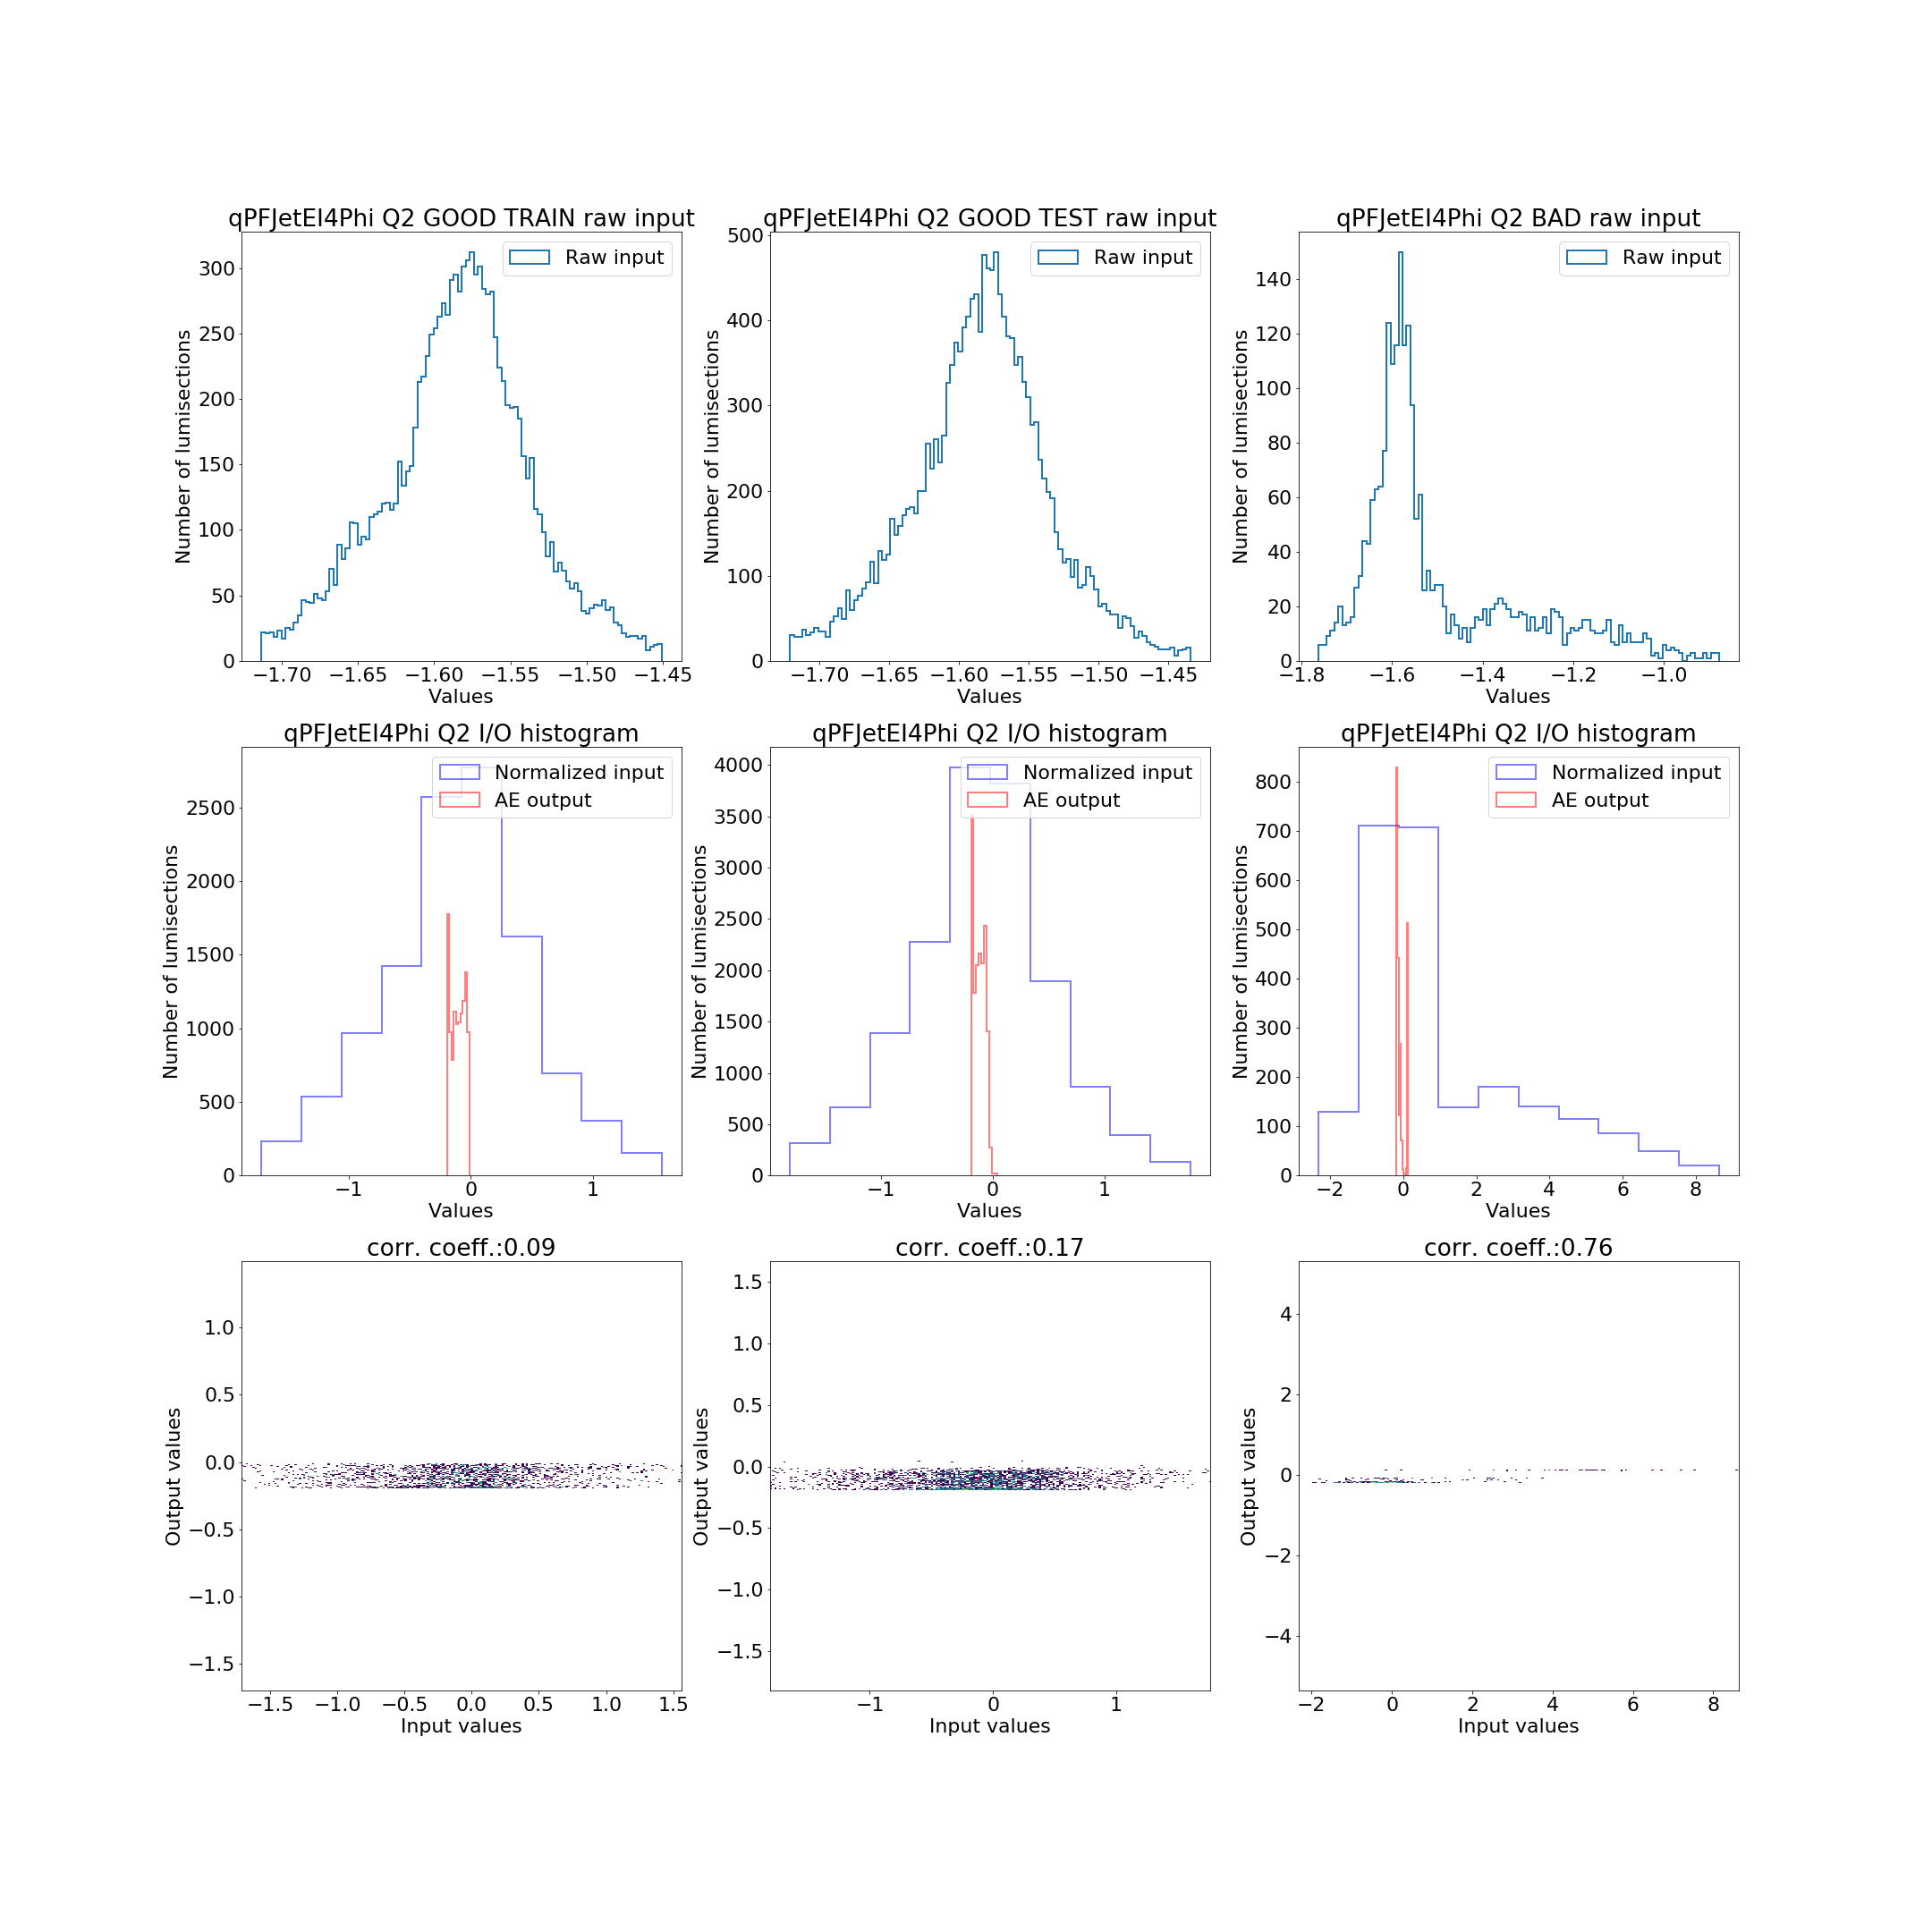 qPFJetEI4Phi Q2 GOOD TRAIN raw input
Raw input
Number of lumisections
300
250
200
150
100
50
0
−1.70 −1.65 −1.60 −1.55 −1.50 −1.45
Values
qPFJetEI4Phi Q2 GOOD TEST raw input
Raw input
Number of lumisections
500
400
300
200
100
0
−1.70 −1.65 −1.60 −1.55 −1.50 −1.45
Values
qPFJetEI4Phi Q2 BAD raw input
Raw input
Number of lumisections
140
120
100
80
60
40
20
0
−1.8 −1.6 −1.4 −1.2 −1.0
Values
qPFJetEI4Phi Q2 I/O histogram
Normalized input
AE output
Number of lumisections
2500
2000
1500
1000
500
0
−1 0 1
Values
qPFJetEI4Phi Q2 I/O histogram
Normalized input
AE output
Number of lumisections
4000
3500
3000
2500
2000
1500
1000
500
0
−1 0 1
Values
qPFJetEI4Phi Q2 I/O histogram
Normalized input
AE output
Number of lumisections
800
700
600
500
400
300
200
100
0
−2 0 2 4 6 8
Values
corr. coeff.:0.09
Output values
1.0
0.5
0.0
−0.5
−1.0
−1.5
−1.5 −1.0 −0.5 0.0 0.5 1.0 1.5
Input values
corr. coeff.:0.17
Output values
1.5
1.0
0.5
0.0
−0.5
−1.0
−1.5
−1 0 1
Input values
corr. coeff.:0.76
Output values
4
2
0
−2
−4
−2 0 2 4 6 8
Input values